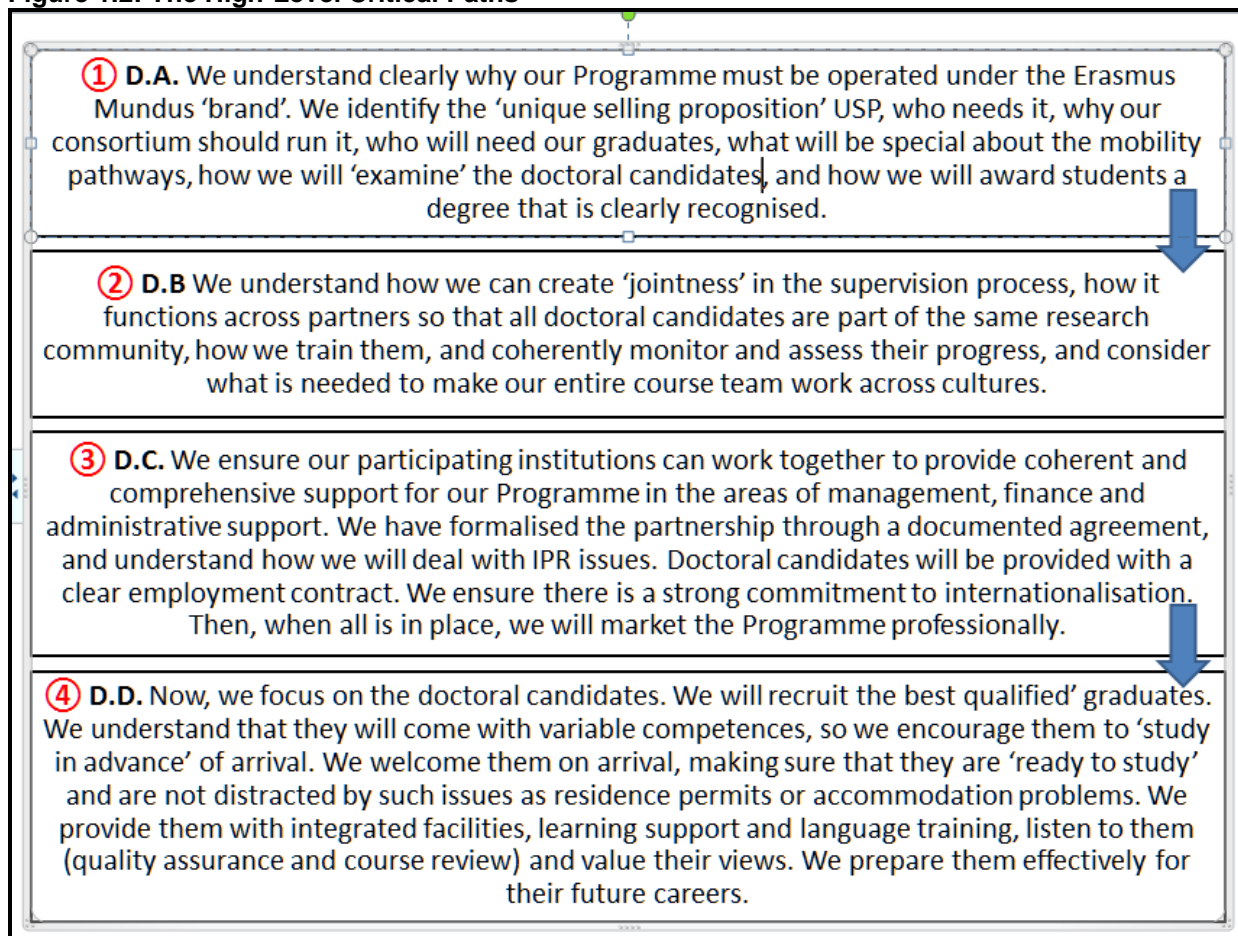 Figure 1.2: The High-Level Critical Paths
① D.A. We understand clearly why our Programme must be operated under the Erasmus
Mundus ‘brand’. We identify the ‘unique selling proposition’ USP, who needs it, why our
consortium should run it, who will need our graduates, what will be special about the mobility
pathways, how we will ‘examine’ the doctoral candidates, and how we will award students a
degree that is clearly recognised.
② D.B We understand how we can create ‘jointness’ in the supervision process, how it
functions across partners so that all doctoral candidates are part of the same research
community, how we train them, and coherently monitor and assess their progress, and consider
what is needed to make our entire course team work across cultures.
③ D.C. We ensure our participating institutions can work together to provide coherent and
comprehensive support for our Programme in the areas of management, finance and
administrative support. We have formalised the partnership through a documented agreement,
and understand how we will deal with IPR issues. Doctoral candidates will be provided with a
clear employment contract. We ensure there is a strong commitment to internationalisation.
Then, when all is in place, we will market the Programme professionally.
④ D.D. Now, we focus on the doctoral candidates. We will recruit the best qualified’ graduates.
We understand that they will come with variable competences, so we encourage them to ‘study
in advance’ of arrival. We welcome them on arrival, making sure that they are ‘ready to study’
and are not distracted by such issues as residence permits or accommodation problems. We
provide them with integrated facilities, learning support and language training, listen to them
(quality assurance and course review) and value their views. We prepare them effectively for
their future careers.